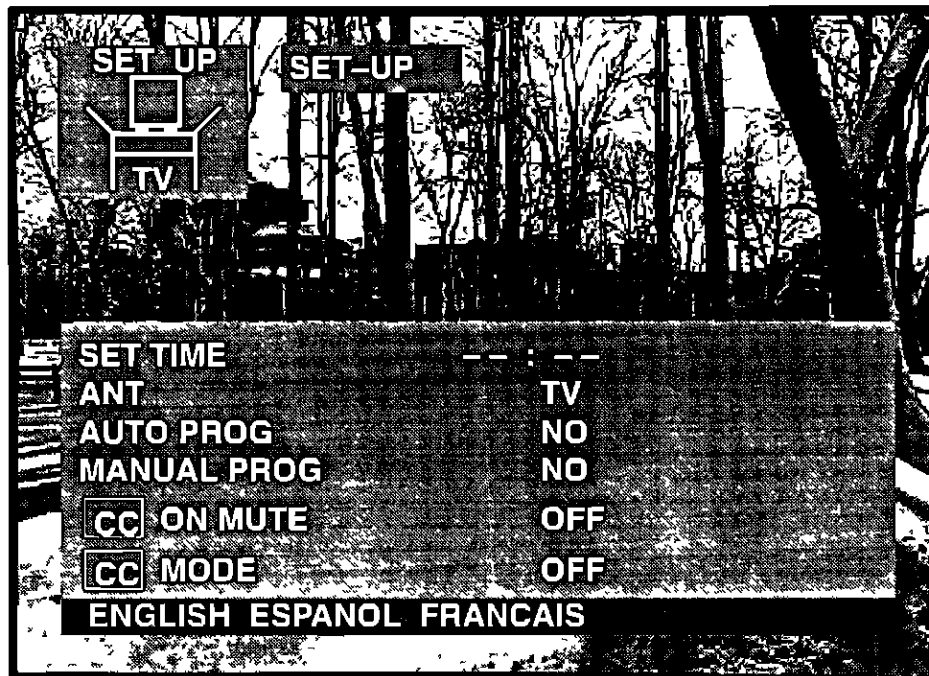 SET UP
TV
SET-UP
SET TIME -- : --
ANT TV
AUTO PROG NO
MANUAL PROG NO
CC ON MUTE OFF
CC MODE OFF
ENGLISH ESPANOL FRANCAIS